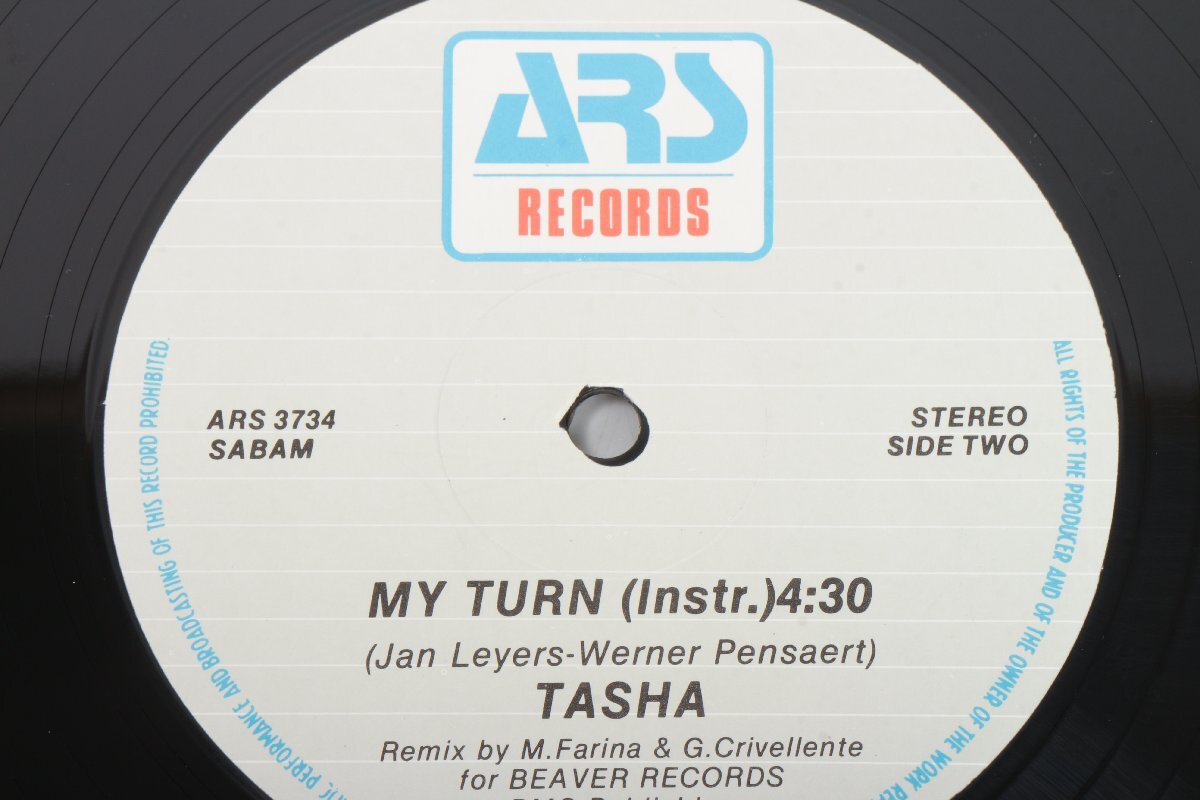 ARS
RECORDS
ARS 3734
SABAM
STEREO
SIDE TWO
MY TURN (Instr.)4:30
(Jan Leyers-Werner Pensaert)
TASHA
Remix by M.Farina & G.Crivellente
for BEAVER RECORDS
ALL RIGHTS OF THE PRODUCER AND OF THE OWNER OF THE WORK
PERFORMANCE AND BROADCASTING OF THIS RECORD PROHIBITED.